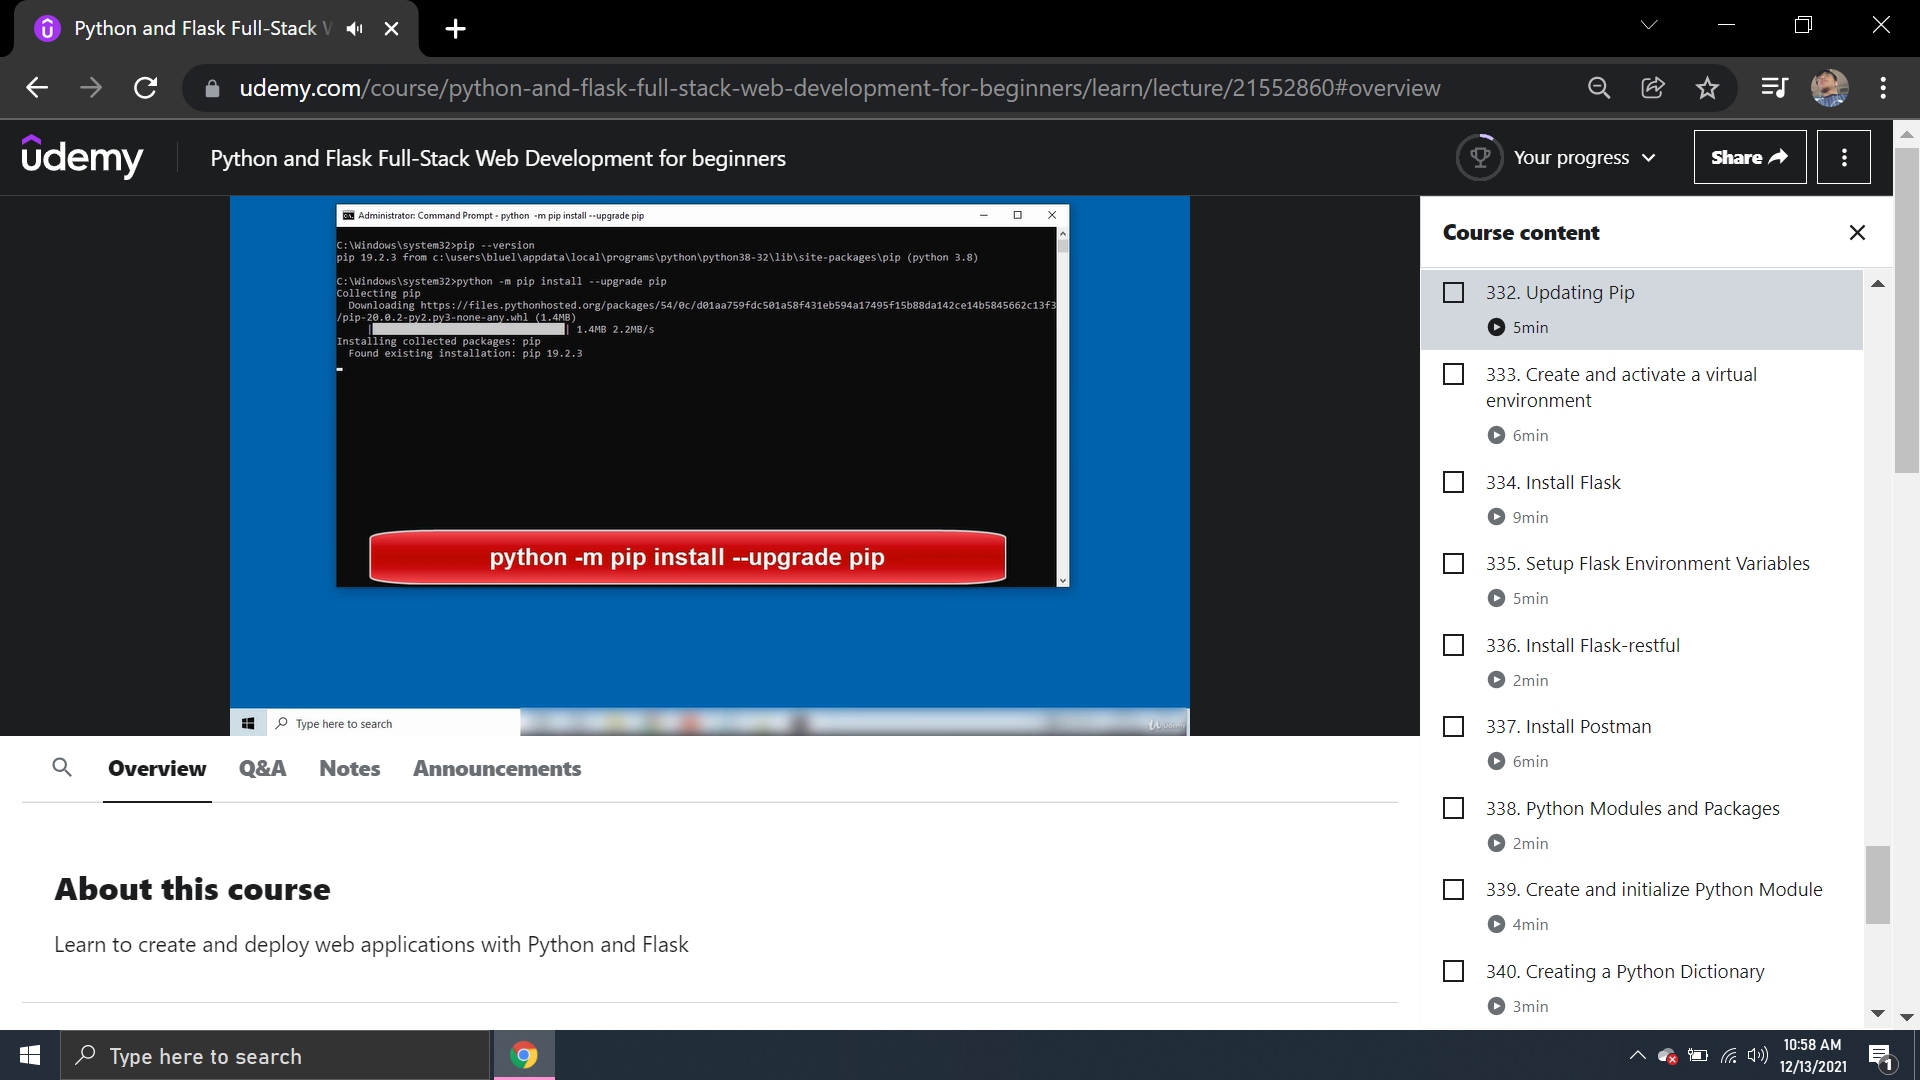 Python and Flask Full-Stack W
udemy.com/course/python-and-flask-full-stack-web-development-for-beginners/learn/lecture/21552860#overview
udemy
Python and Flask Full-Stack Web Development for beginners
Your progress
Share
Administrator: Command Prompt - python -m pip install --upgrade pip
C:\Windows\system32>pip --version
pip 19.2.3 from c:\users\bluel\appdata\local\programs\python\python38-32\lib\site-packages\pip (python 3.8)
C:\Windows\system32>python -m pip install --upgrade pip
Collecting pip
Downloading https://files.pythonhosted.org/packages/54/0c/d01aa759fdc501a58f431eb594a17495f15b88da142ce14b5845662c13f3
/pip-20.0.2-py2.py3-none-any.whl (1.4MB)
|████████████████████████████████| 1.4MB 2.2MB/s
Installing collected packages: pip
Found existing installation: pip 19.2.3
python -m pip install --upgrade pip
Type here to search
Udemy
Course content
332. Updating Pip
5min
333. Create and activate a virtual
environment
6min
334. Install Flask
9min
335. Setup Flask Environment Variables
5min
336. Install Flask-restful
2min
337. Install Postman
6min
338. Python Modules and Packages
2min
339. Create and initialize Python Module
4min
340. Creating a Python Dictionary
3min
Overview Q&A Notes Announcements
About this course
Learn to create and deploy web applications with Python and Flask
Type here to search
10:58 AM
12/13/2021
1